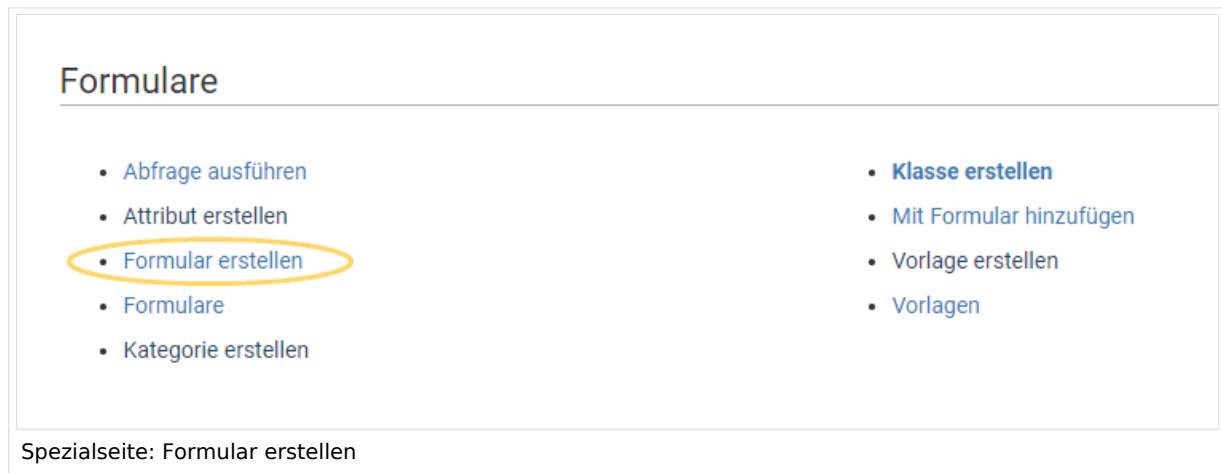 Formulare
Abfrage ausführen
Attribut erstellen
Formular erstellen
Formulare
Kategorie erstellen
Klasse erstellen
Mit Formular hinzufügen
Vorlage erstellen
Vorlagen
Spezialseite: Formular erstellen